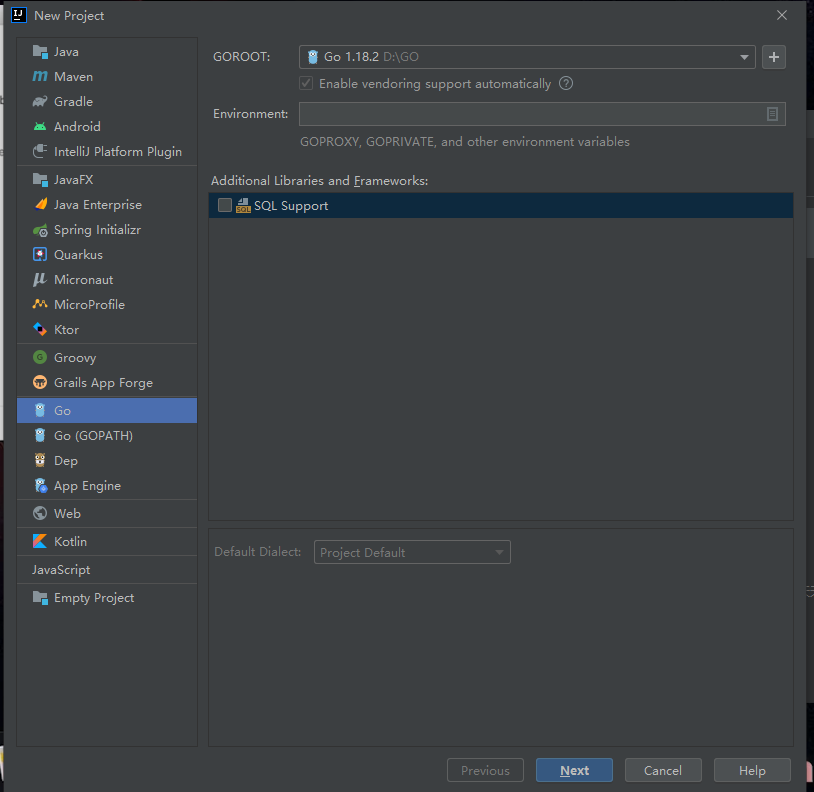 New Project
Java
Maven
Gradle
Android
IntelliJ Platform Plugin
JavaFX
Java Enterprise
Spring Initializr
Quarkus
Micronaut
MicroProfile
Ktor
Groovy
Grails App Forge
Go
Go (GOPATH)
Dep
App Engine
Web
Kotlin
JavaScript
Empty Project
GOROOT: Go 1.18.2 D:\GO
Enable vendoring support automatically
Environment:
GOPROXY, GOPRIVATE, and other environment variables
Additional Libraries and Frameworks:
SQL Support
Default Dialect: Project Default
Previous Next Cancel Help